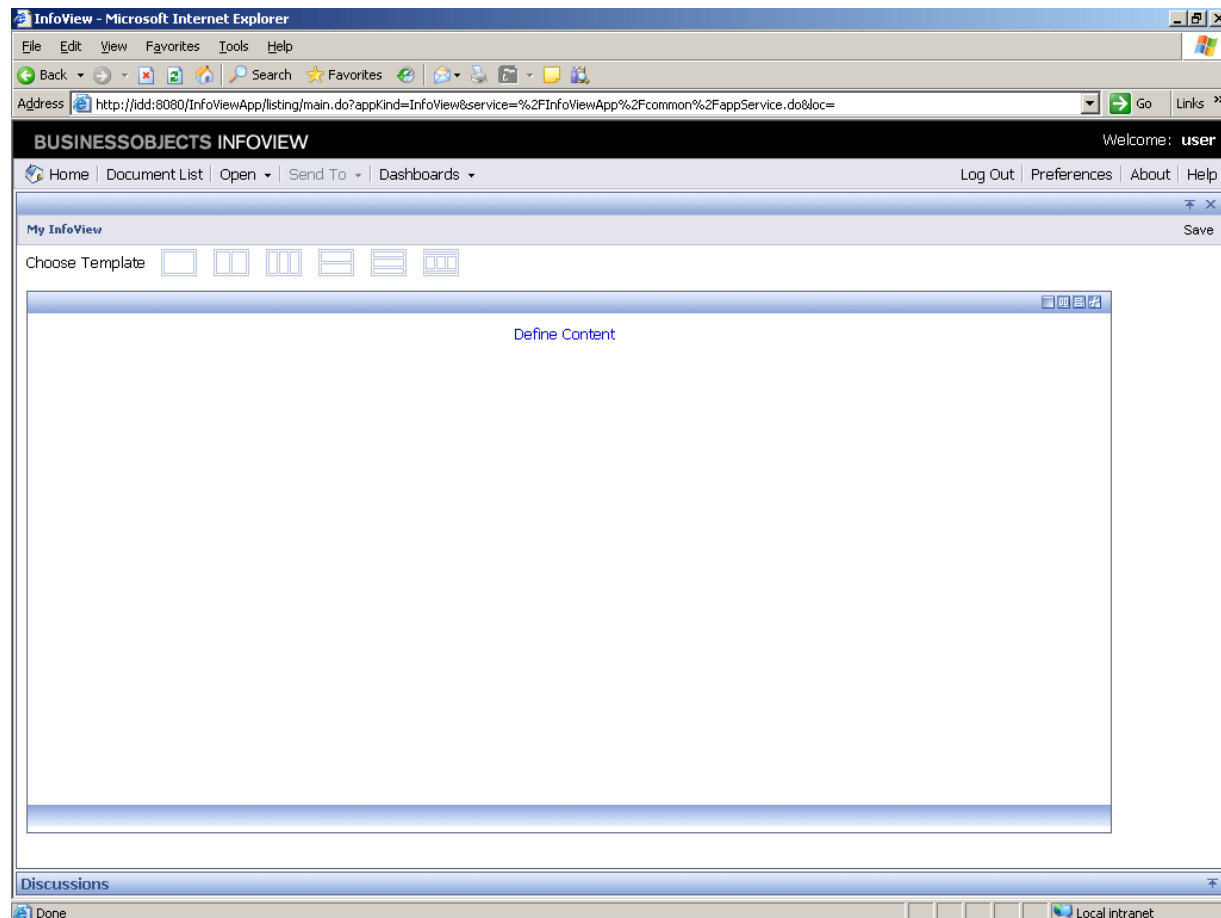 InfoView - Microsoft Internet Explorer
File Edit View Favorites Tools Help
Back Search Favorites
Address http://idd:8080/InfoViewApp/listing/main.do?appKind=InfoView&service=%2FInfoViewApp%2Fcommon%2FappService.do&loc= Go Links »
BUSINESSOBJECTS INFOVIEW Welcome: user
Home Document List Open Send To Dashboards Log Out Preferences About Help
My InfoView Save
Choose Template
Define Content
Discussions
Done Local intranet